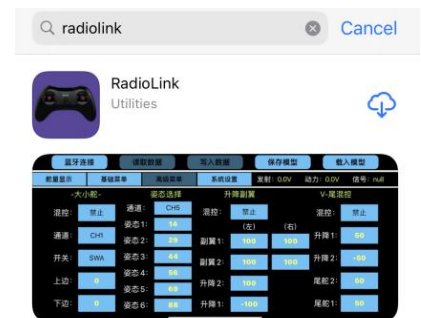 radiolink
Cancel
RadioLink
Utilities
蓝牙连接 读取数据 写入数据 保存模型 载入模型
舵量显示 基础菜单 高级菜单 系统设置 发射: 0.0V 动力: 0.0V 信号: null
-大小舵- 姿态选择 升降副翼 V-尾混控
混控: 禁止 通道: CH5 混控: 禁止 混控: 禁止
姿态1: 14 (左) (右)
通道: CH1 姿态2: 29 副翼1: 100 100 升降1: 50
开关: SWA 姿态3: 44 副翼2: 100 100 升降2: -50
上边: 0 姿态4: 56 升降2: 100 尾舵2: 50
姿态5: 69
下边: 0 姿态6: 88 升降1: -100 尾舵1: 50